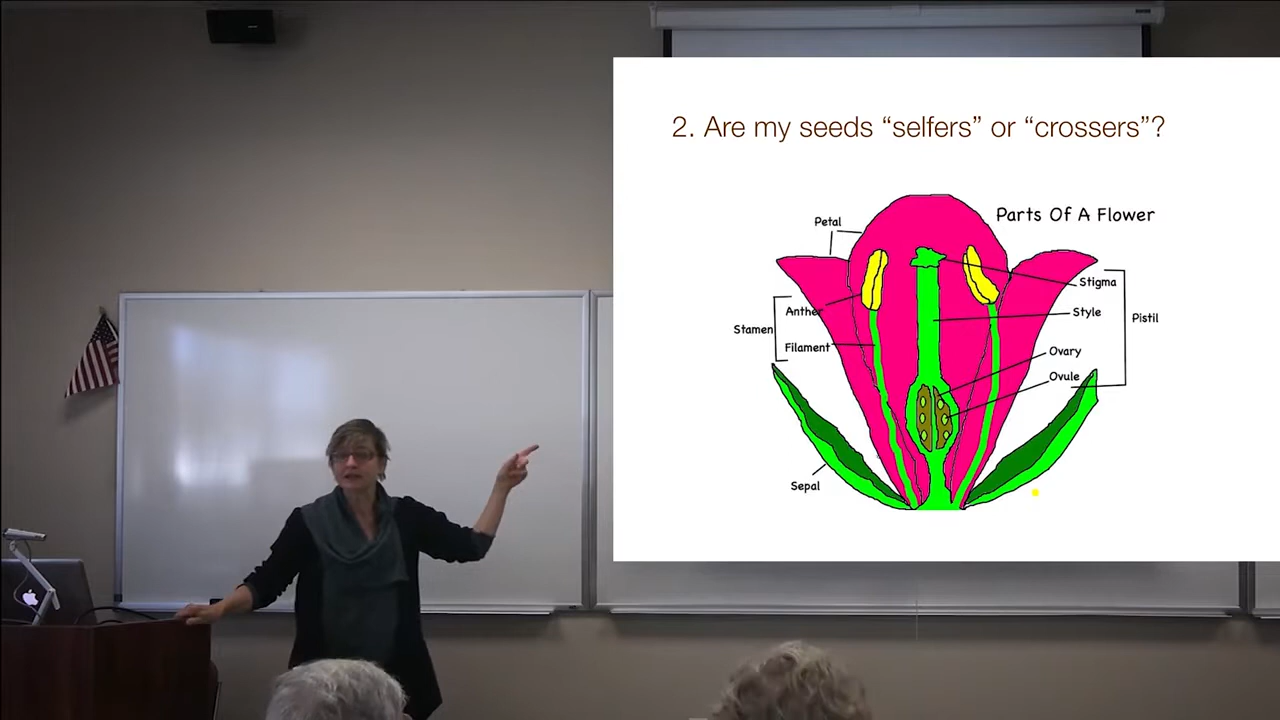 2. Are my seeds “selfers” or “crossers”?
Parts Of A Flower
Petal
Stigma
Anther
Style
Stamen
Pistil
Filament
Ovary
Ovule
Sepal